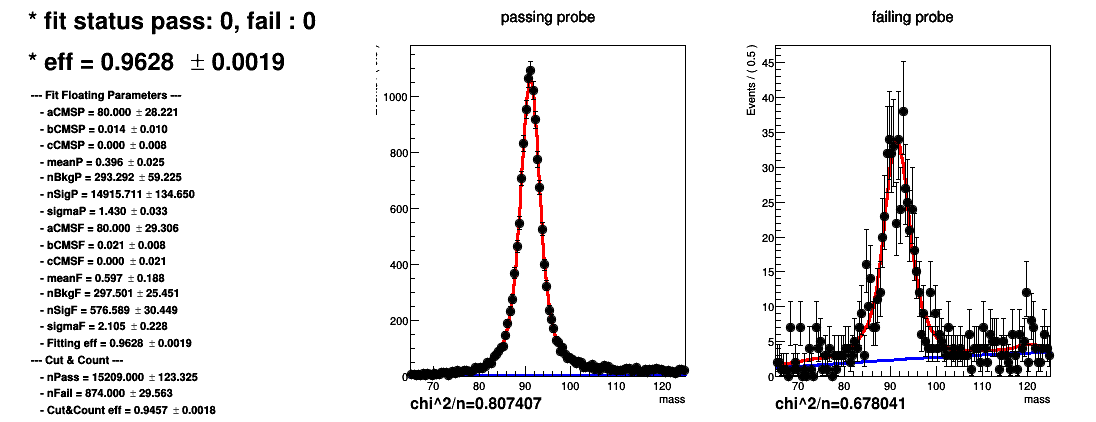 * fit status pass: 0, fail : 0
* eff = 0.9628 ± 0.0019
--- Fit Floating Parameters ---
- aCMSP = 80.000 ± 28.221
- bCMSP = 0.014 ± 0.010
- cCMSP = 0.000 ± 0.008
- meanP = 0.396 ± 0.025
- nBkgP = 293.292 ± 59.225
- nSigP = 14915.711 ± 134.650
- sigmaP = 1.430 ± 0.033
- aCMSF = 80.000 ± 29.306
- bCMSF = 0.021 ± 0.008
- cCMSF = 0.000 ± 0.021
- meanF = 0.597 ± 0.188
- nBkgF = 297.501 ± 25.451
- nSigF = 576.589 ± 30.449
- sigmaF = 2.105 ± 0.228
- Fitting eff = 0.9628 ± 0.0019
--- Cut & Count ---
- nPass = 15209.000 ± 123.325
- nFail = 874.000 ± 29.563
- Cut&Count eff = 0.9457 ± 0.0018
passing probe
1000
800
600
400
200
0
70 80 90 100 110 120
mass
chi^2/n=0.807407
failing probe
Events / ( 0.5 )
45
40
35
30
25
20
15
10
5
0
70 80 90 100 110 120
mass
chi^2/n=0.678041